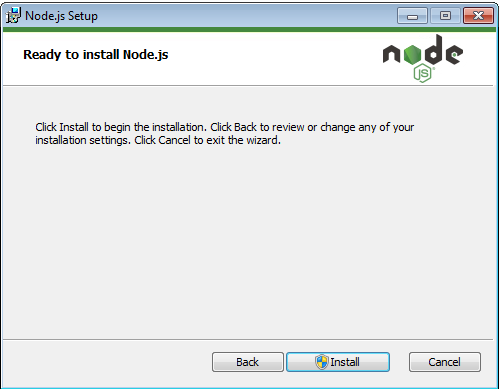 Node.js Setup
Ready to install Node.js
node
JS
Click Install to begin the installation. Click Back to review or change any of your
installation settings. Click Cancel to exit the wizard.
Back
Install
Cancel